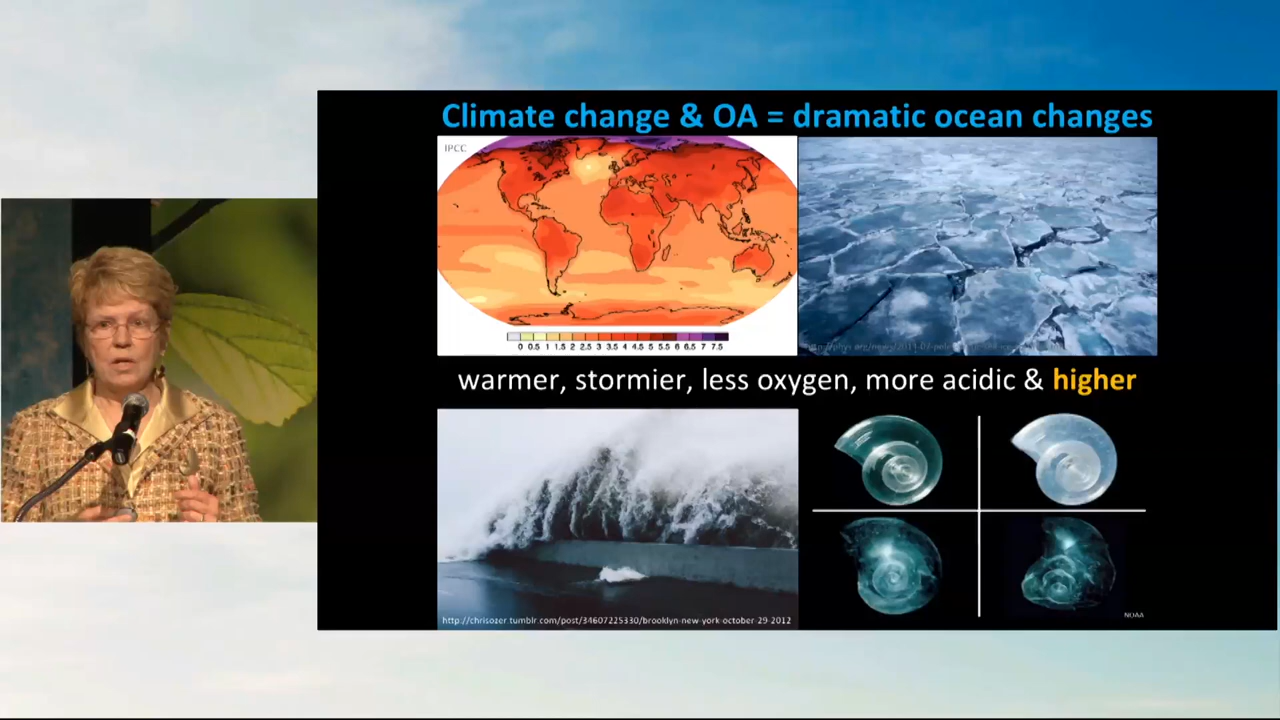 Climate change & OA = dramatic ocean changes
IPCC
0 0.5 1 1.5 2 2.5 3 3.5 4 4.5 5 5.5 6 6.5 7 7.5
warmer, stormier, less oxygen, more acidic & higher
http://chrisozer.tumblr.com/post/34607225330/brooklyn-new-york-october-29-2012
NOAA